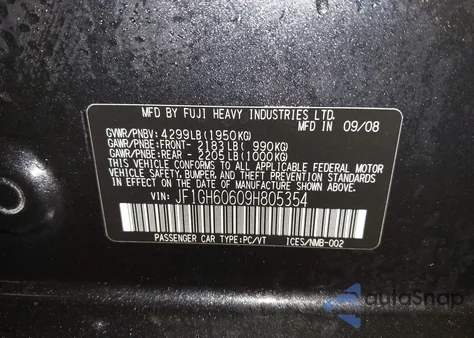 MFD BY FUJI HEAVY INDUSTRIES LTD.
MFD IN 09/08
GVWR/PNBV: 4299LB(1950KG)
GAWR/PNBE:FRONT- 2183LB( 990KG)
GAWR/PNBE:REAR - 2205LB(1000KG)
THIS VEHICLE CONFORMS TO ALL APPLICABLE FEDERAL MOTOR
VEHICLE SAFETY, BUMPER, AND THEFT PREVENTION STANDARDS
IN EFFECT ON THE DATE OF MANUFACTURE SHOWN ABOVE.
VIN: JF1GH60609H805354
PASSENGER CAR TYPE:PC/VT ICES/NMB-002
autoSnap